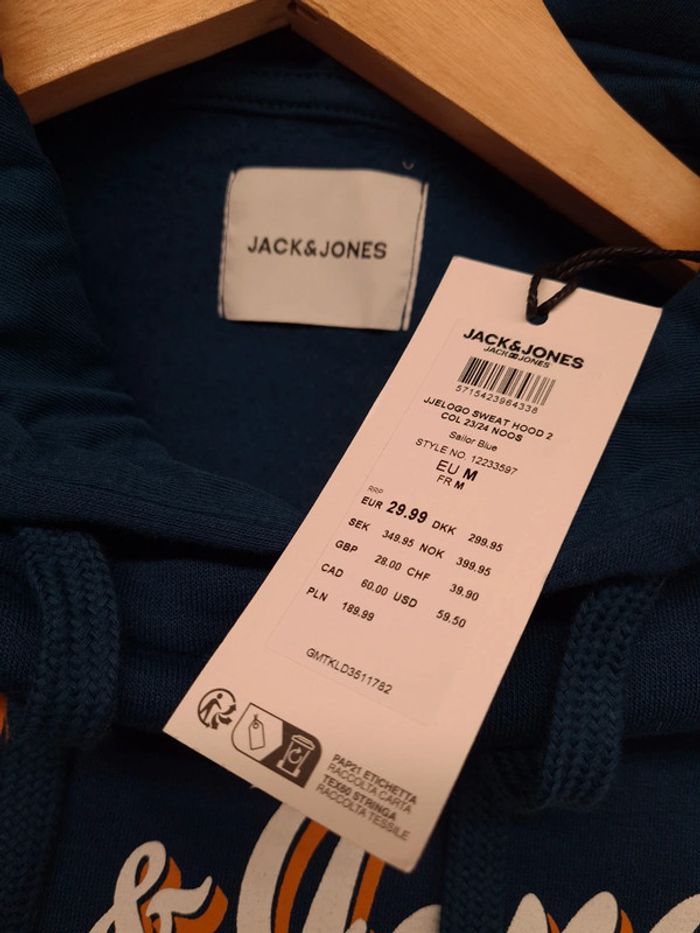 JACK&JONES
JACK&JONES
JACK JONES
5715423964338
JJELOGO SWEAT HOOD 2
COL 23/24 NOOS
Sailor Blue
STYLE NO. 12233597
EU M
FR M
RRP
EUR 29.99 DKK 299.95
SEK 349.95 NOK 399.95
GBP 28.00 CHF 39.90
CAD 60.00 USD 59.50
PLN 189.99
GMTKLD3511782
PAP21 ETICHETTA
RACCOLTA CARTA
TEX60 STRINGA
RACCOLTA TESSILE
&